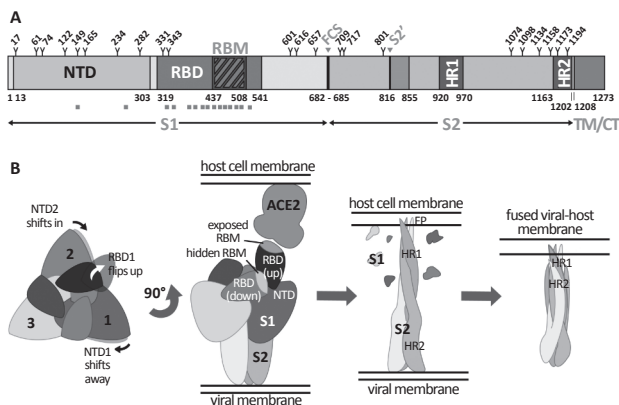 A
17 61 74 122 149 165 234 282 331 343 RBM 601 616 657 FCS 709 717 801 S2' 1074 1098 1134 1158 1173 1194
NTD RBD HR1 HR2
1 13 303 319 437 508 541 682 - 685 816 855 920 970 1163 1202 1208 1273
S1 S2 TM/CT
B
host cell membrane
ACE2
NTD2
shifts in
RBD1
flips up
2
3
1
NTD1
shifts
away
90°
exposed
RBM
hidden RBM
RBD
(up)
RBD
(down)
NTD
S1
S2
viral membrane
host cell membrane
FP
S1
HR1
S2
HR2
viral membrane
fused viral-host
membrane
HR1
HR2